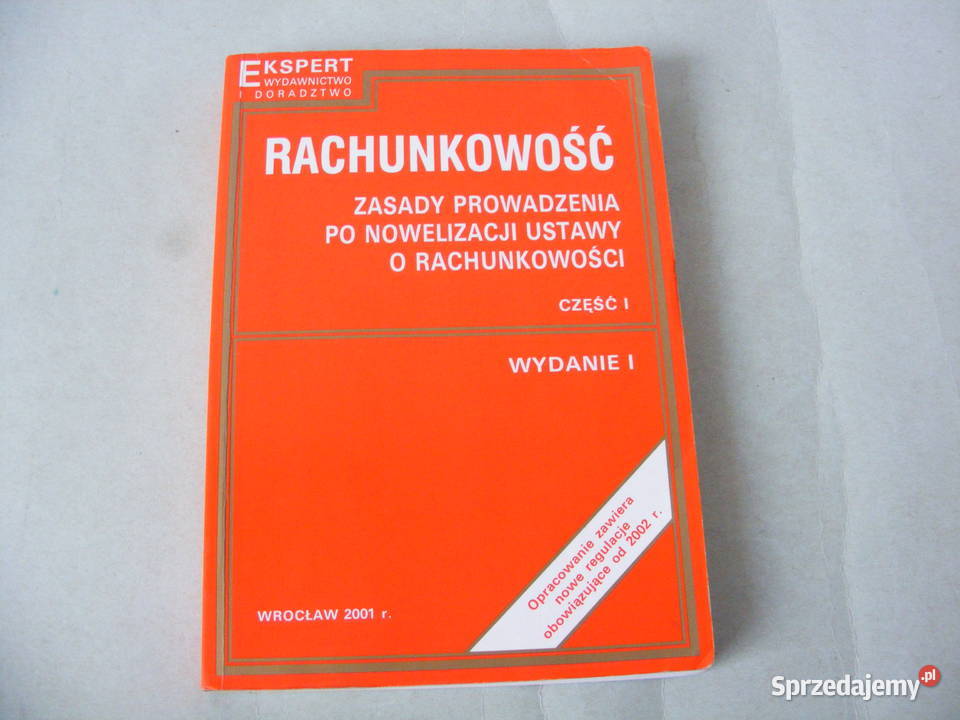 EKSPERT
WYDAWNICTWO
I DORADZTWO
RACHUNKOWOŚĆ
ZASADY PROWADZENIA
PO NOWELIZACJI USTAWY
O RACHUNKOWOŚCI
CZĘŚĆ I
WYDANIE I
Opracowanie zawiera
nowe regulacje
obowiązujące od 2002 r.
WROCŁAW 2001 r.
Sprzedajemy.pl